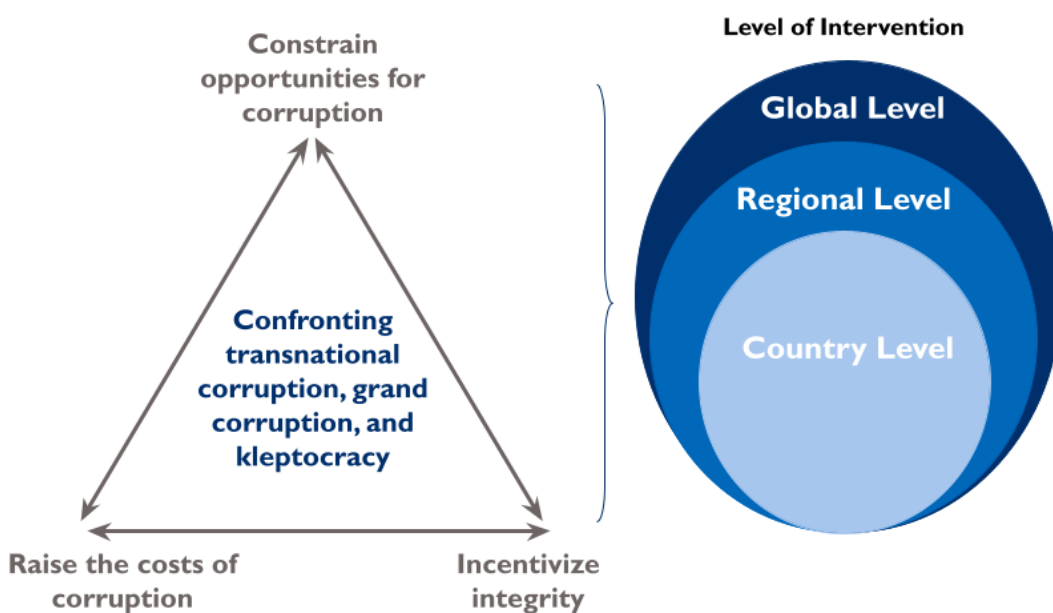 Constrain
opportunities for
corruption
Confronting
transnational
corruption, grand
corruption, and
kleptocracy
Raise the costs of
corruption
Incentivize
integrity
Level of Intervention
Global Level
Regional Level
Country Level